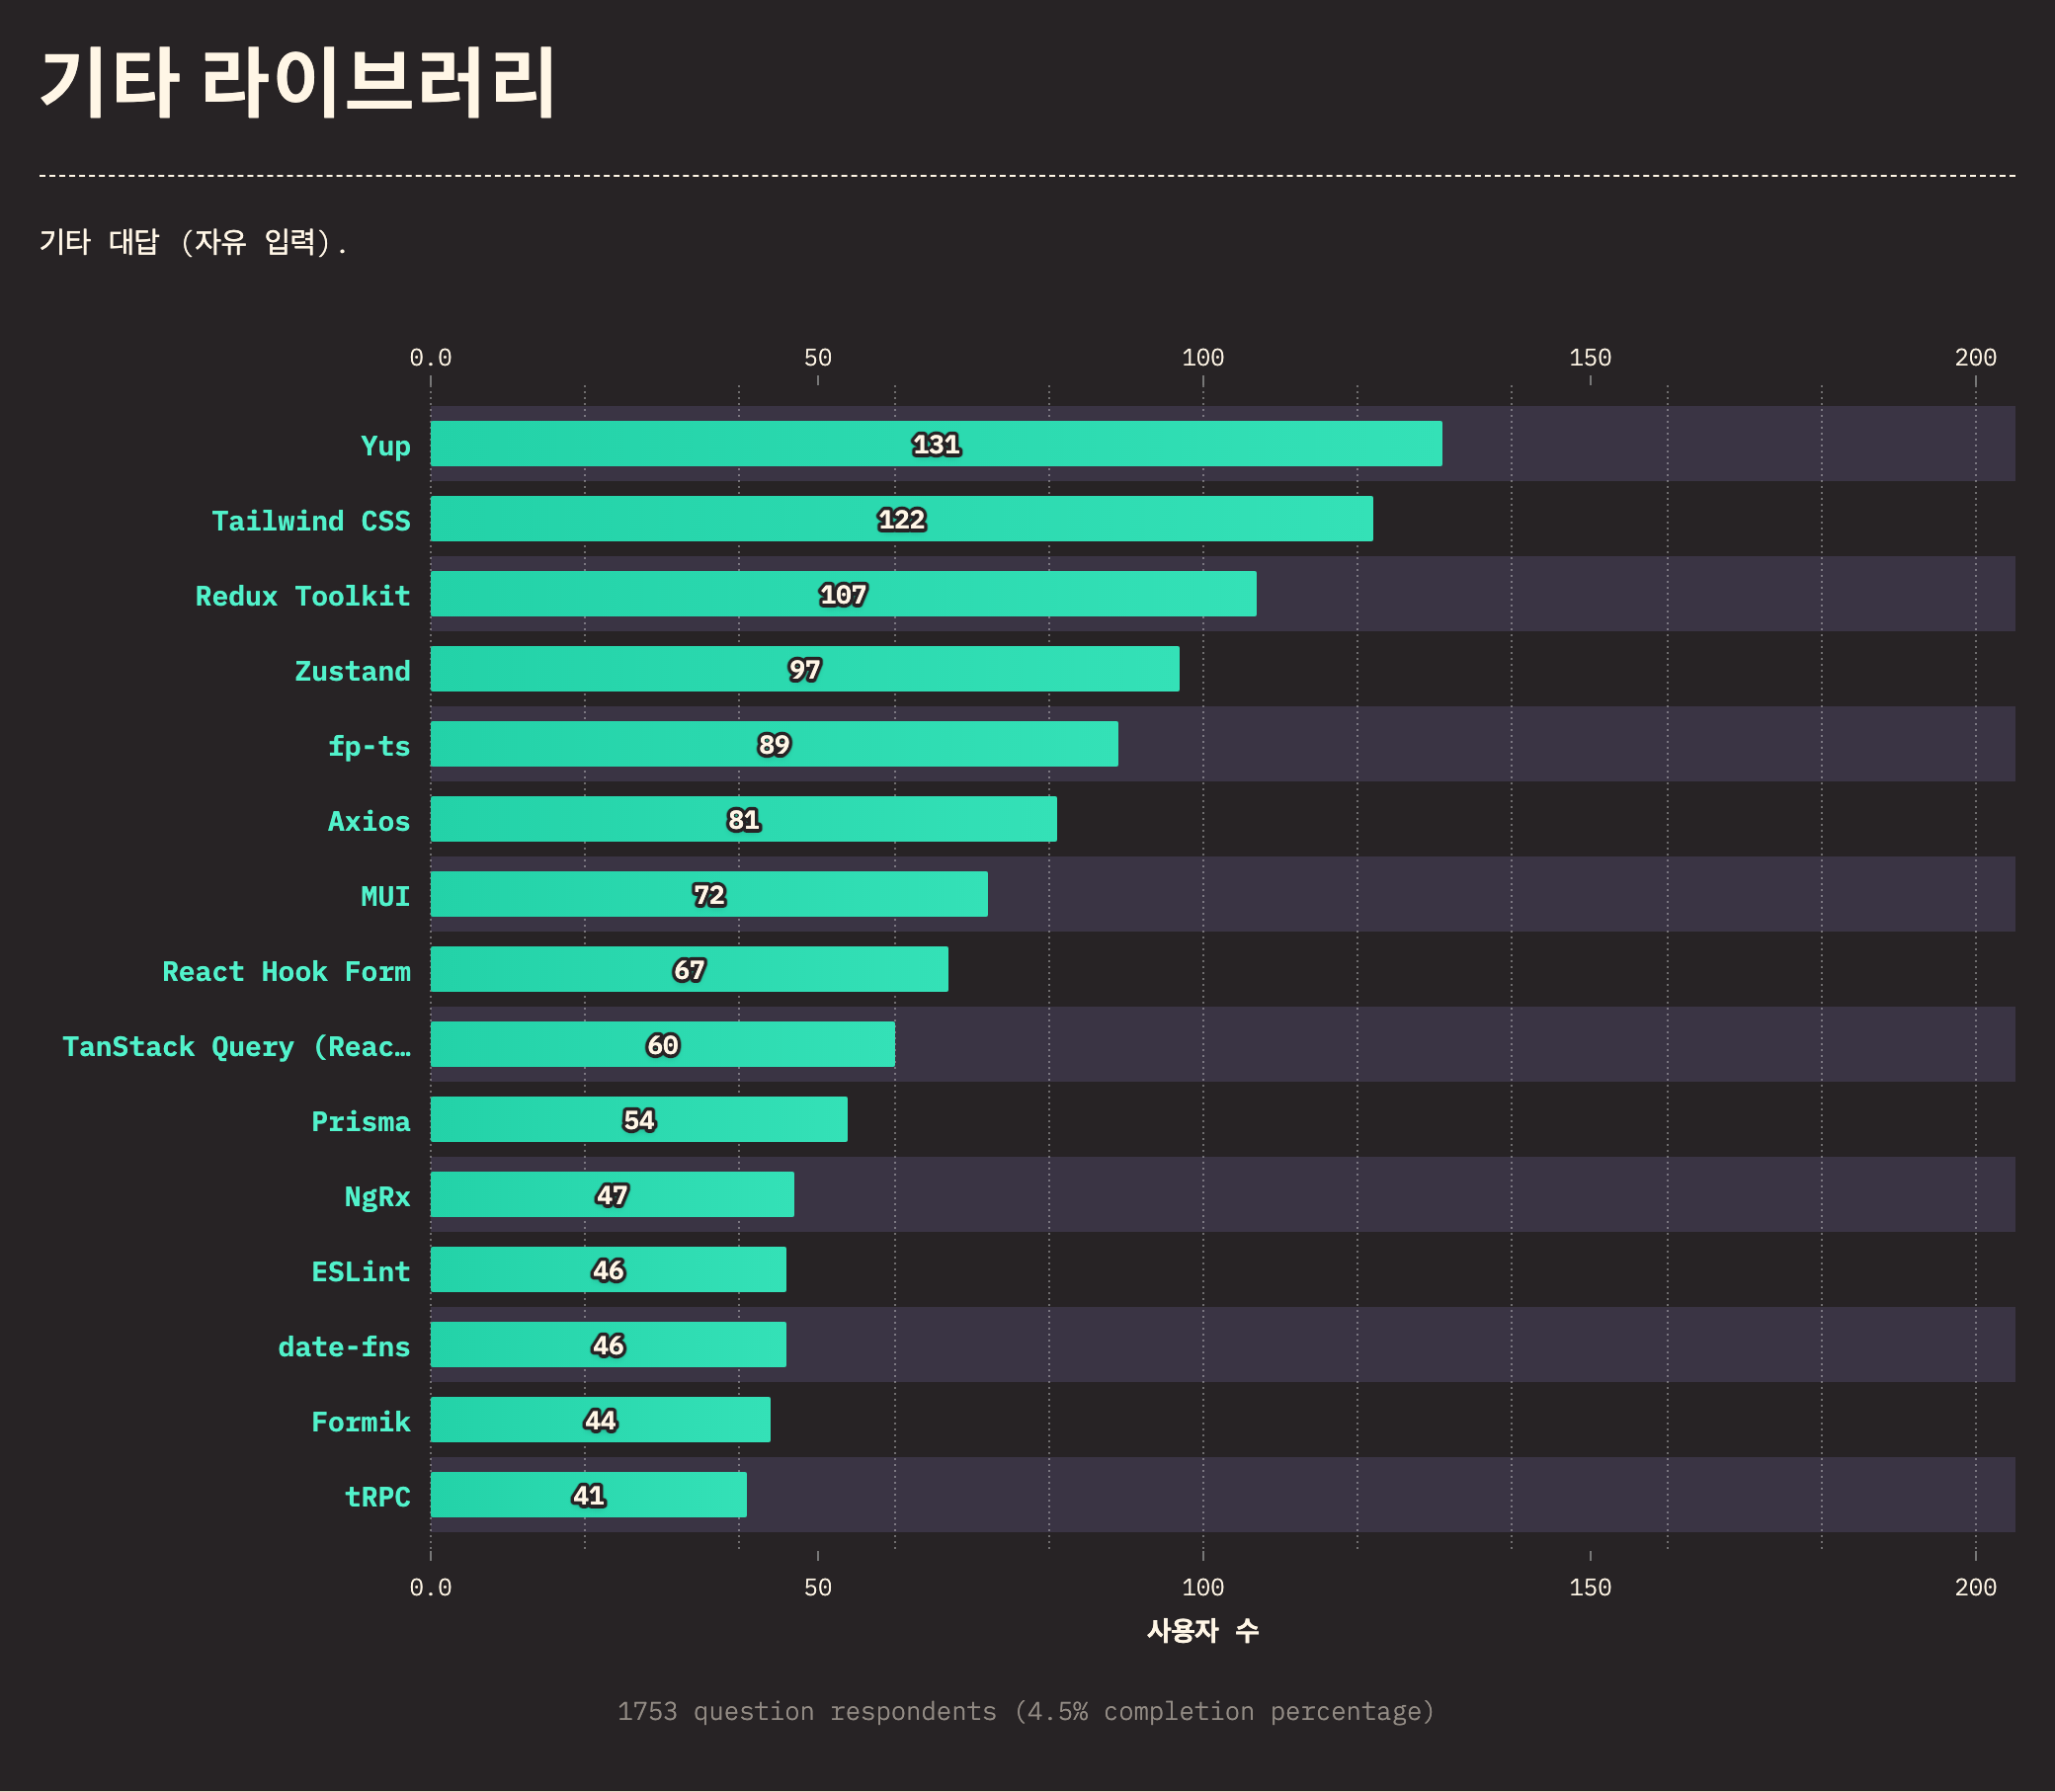 기타 라이브러리
기타 대답 (자유 입력).
0.0 50 100 150 200
Yup 131
Tailwind CSS 122
Redux Toolkit 107
Zustand 97
fp-ts 89
Axios 81
MUI 72
React Hook Form 67
TanStack Query (Reac… 60
Prisma 54
NgRx 47
ESLint 46
date-fns 46
Formik 44
tRPC 41
0.0 50 100 150 200
사용자 수
1753 question respondents (4.5% completion percentage)